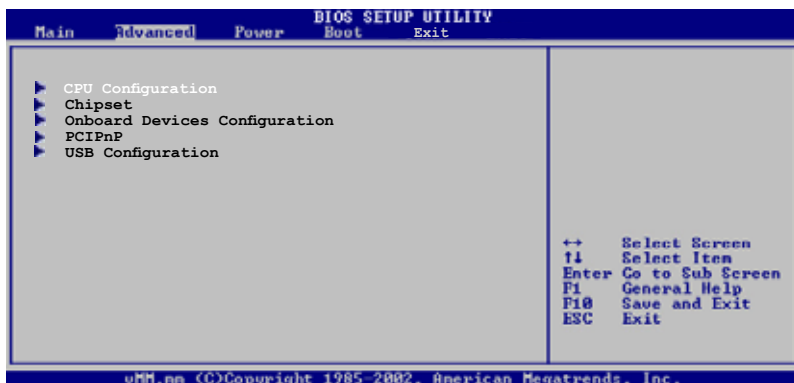 BIOS SETUP UTILITY
Main Advanced Power Boot Exit
CPU Configuration
Chipset
Onboard Devices Configuration
PCIPnP
USB Configuration
↔ Select Screen
↑↓ Select Item
Enter Go to Sub Screen
F1 General Help
F10 Save and Exit
ESC Exit
vMM.nn (C)Copyright 1985-2002, American Megatrends, Inc.